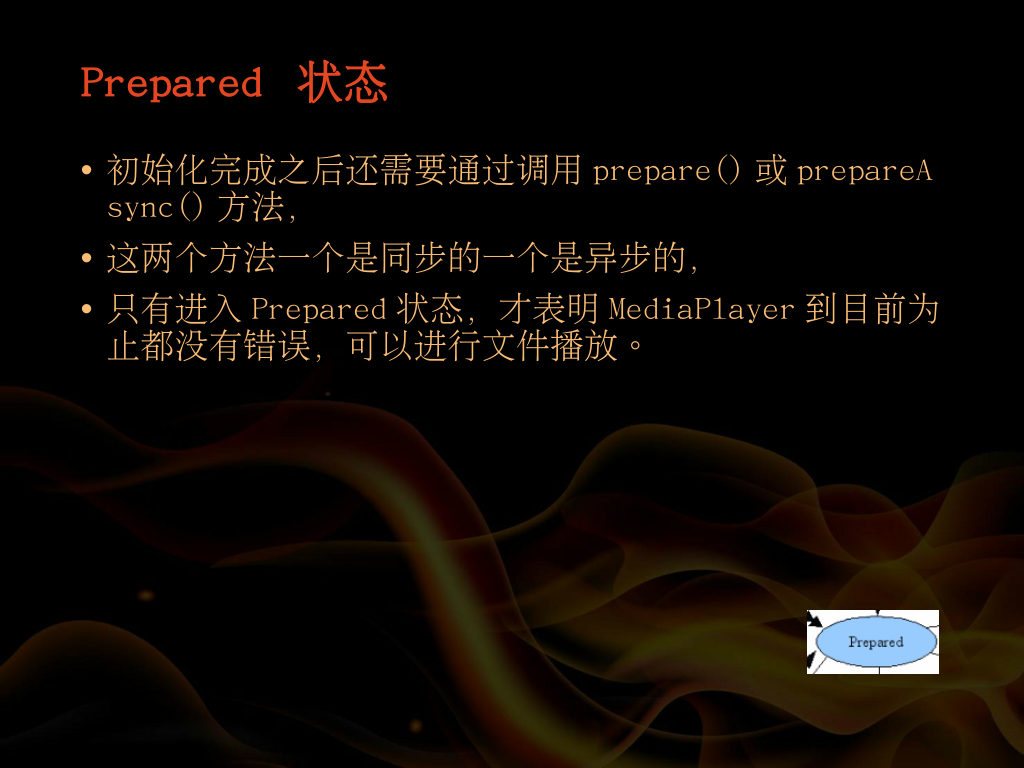 Prepared 状态
• 初始化完成之后还需要通过调用 prepare() 或 prepareA
sync() 方法，
• 这两个方法一个是同步的一个是异步的，
• 只有进入 Prepared 状态，才表明 MediaPlayer 到目前为
止都没有错误，可以进行文件播放。
Prepared